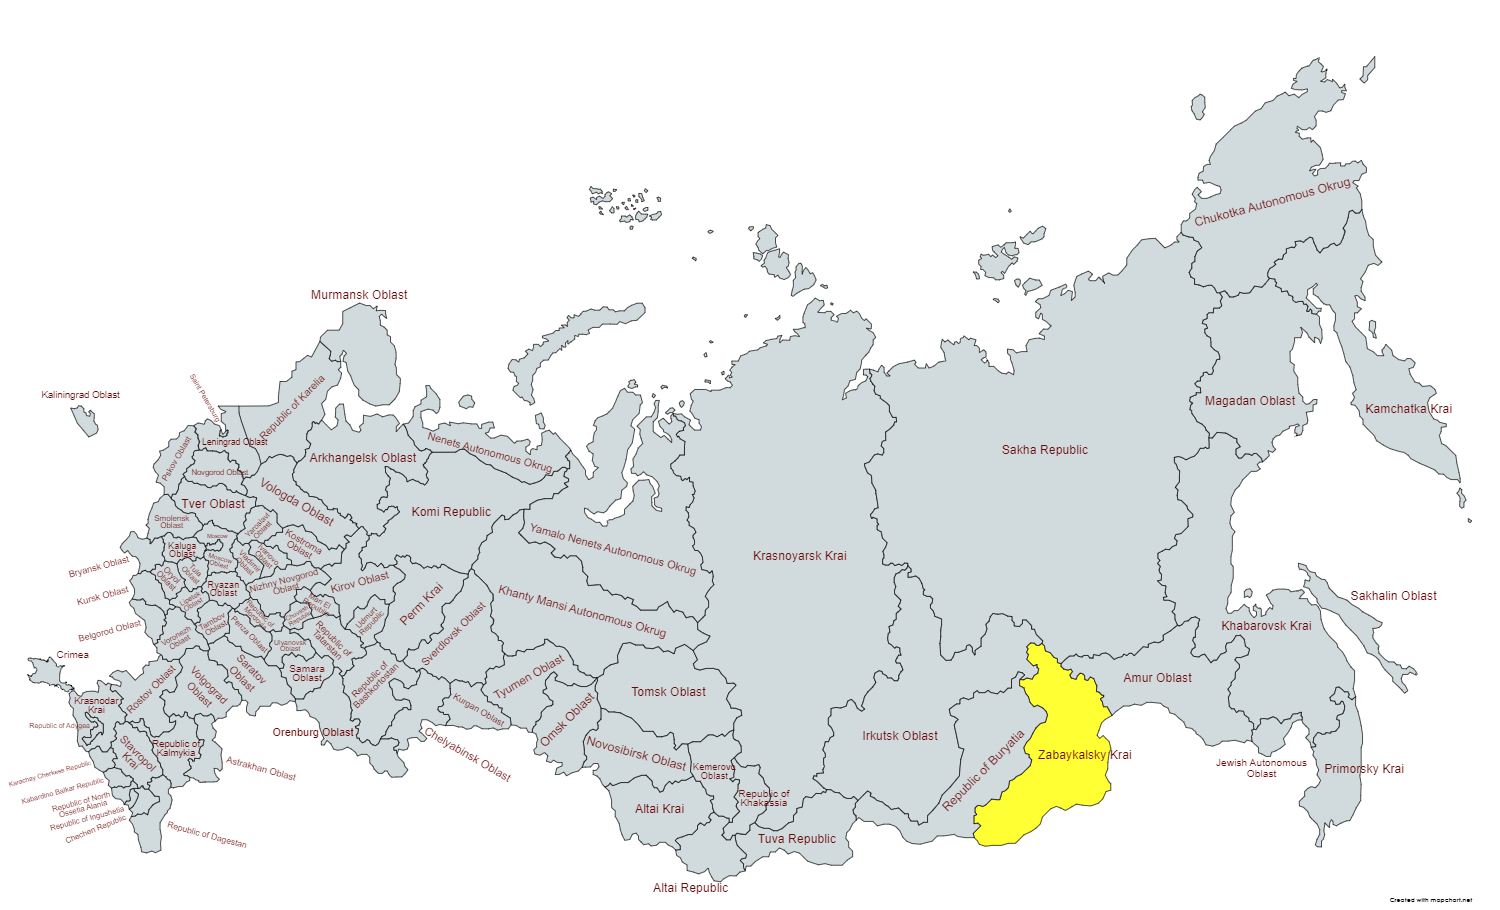 Chukotka Autonomous Okrug
Murmansk Oblast
Kaliningrad Oblast
Saint Petersburg
Republic of Karelia
Magadan Oblast
Kamchatka Krai
Leningrad Oblast
Pskov Oblast
Nenets Autonomous Okrug
Arkhangelsk Oblast
Sakha Republic
Novgorod Oblast
Vologda Oblast
Tver Oblast
Komi Republic
Smolensk
Oblast
Yaroslavl
Oblast
Yamalo Nenets Autonomous Okrug
Krasnoyarsk Krai
Moscow
Kostroma
Oblast
Kaluga
Oblast
Ivanovo
Oblast
Moscow
Oblast
Vladimir
Oblast
Bryansk Oblast
Tula
Oblast
Oryol
Oblast
Ryazan
Oblast
Nizhny Novgorod
Oblast
Kirov Oblast
Perm Krai
Khanty Mansi Autonomous Okrug
Kursk Oblast
Lipetsk
Oblast
Mari El
Republic
Chuvash
Republic
Republic of
Mordovia
Udmurt
Republic
Sakhalin Oblast
Belgorod Oblast
Voronezh
Oblast
Tambov
Oblast
Penza Oblast
Ulyanovsk
Oblast
Republic of
Tatarstan
Sverdlovsk Oblast
Khabarovsk Krai
Crimea
Saratov
Oblast
Samara
Oblast
Republic of
Bashkortostan
Tyumen Oblast
Tomsk Oblast
Amur Oblast
Krasnodar
Krai
Rostov Oblast
Volgograd
Oblast
Kurgan Oblast
Omsk Oblast
Republic of Adygea
Orenburg Oblast
Irkutsk Oblast
Stavropol
Krai
Republic of
Kalmykia
Chelyabinsk Oblast
Novosibirsk Oblast
Republic of Buryatia
Zabaykalsky Krai
Karachay Cherkess Republic
Astrakhan Oblast
Kemerovo
Oblast
Jewish Autonomous
Oblast
Primorsky Krai
Kabardino Balkar Republic
Republic of North
Ossetia Alania
Republic of Ingushetia
Chechen Republic
Republic of Dagestan
Altai Krai
Republic of
Khakassia
Tuva Republic
Altai Republic
Created with mapchart.net